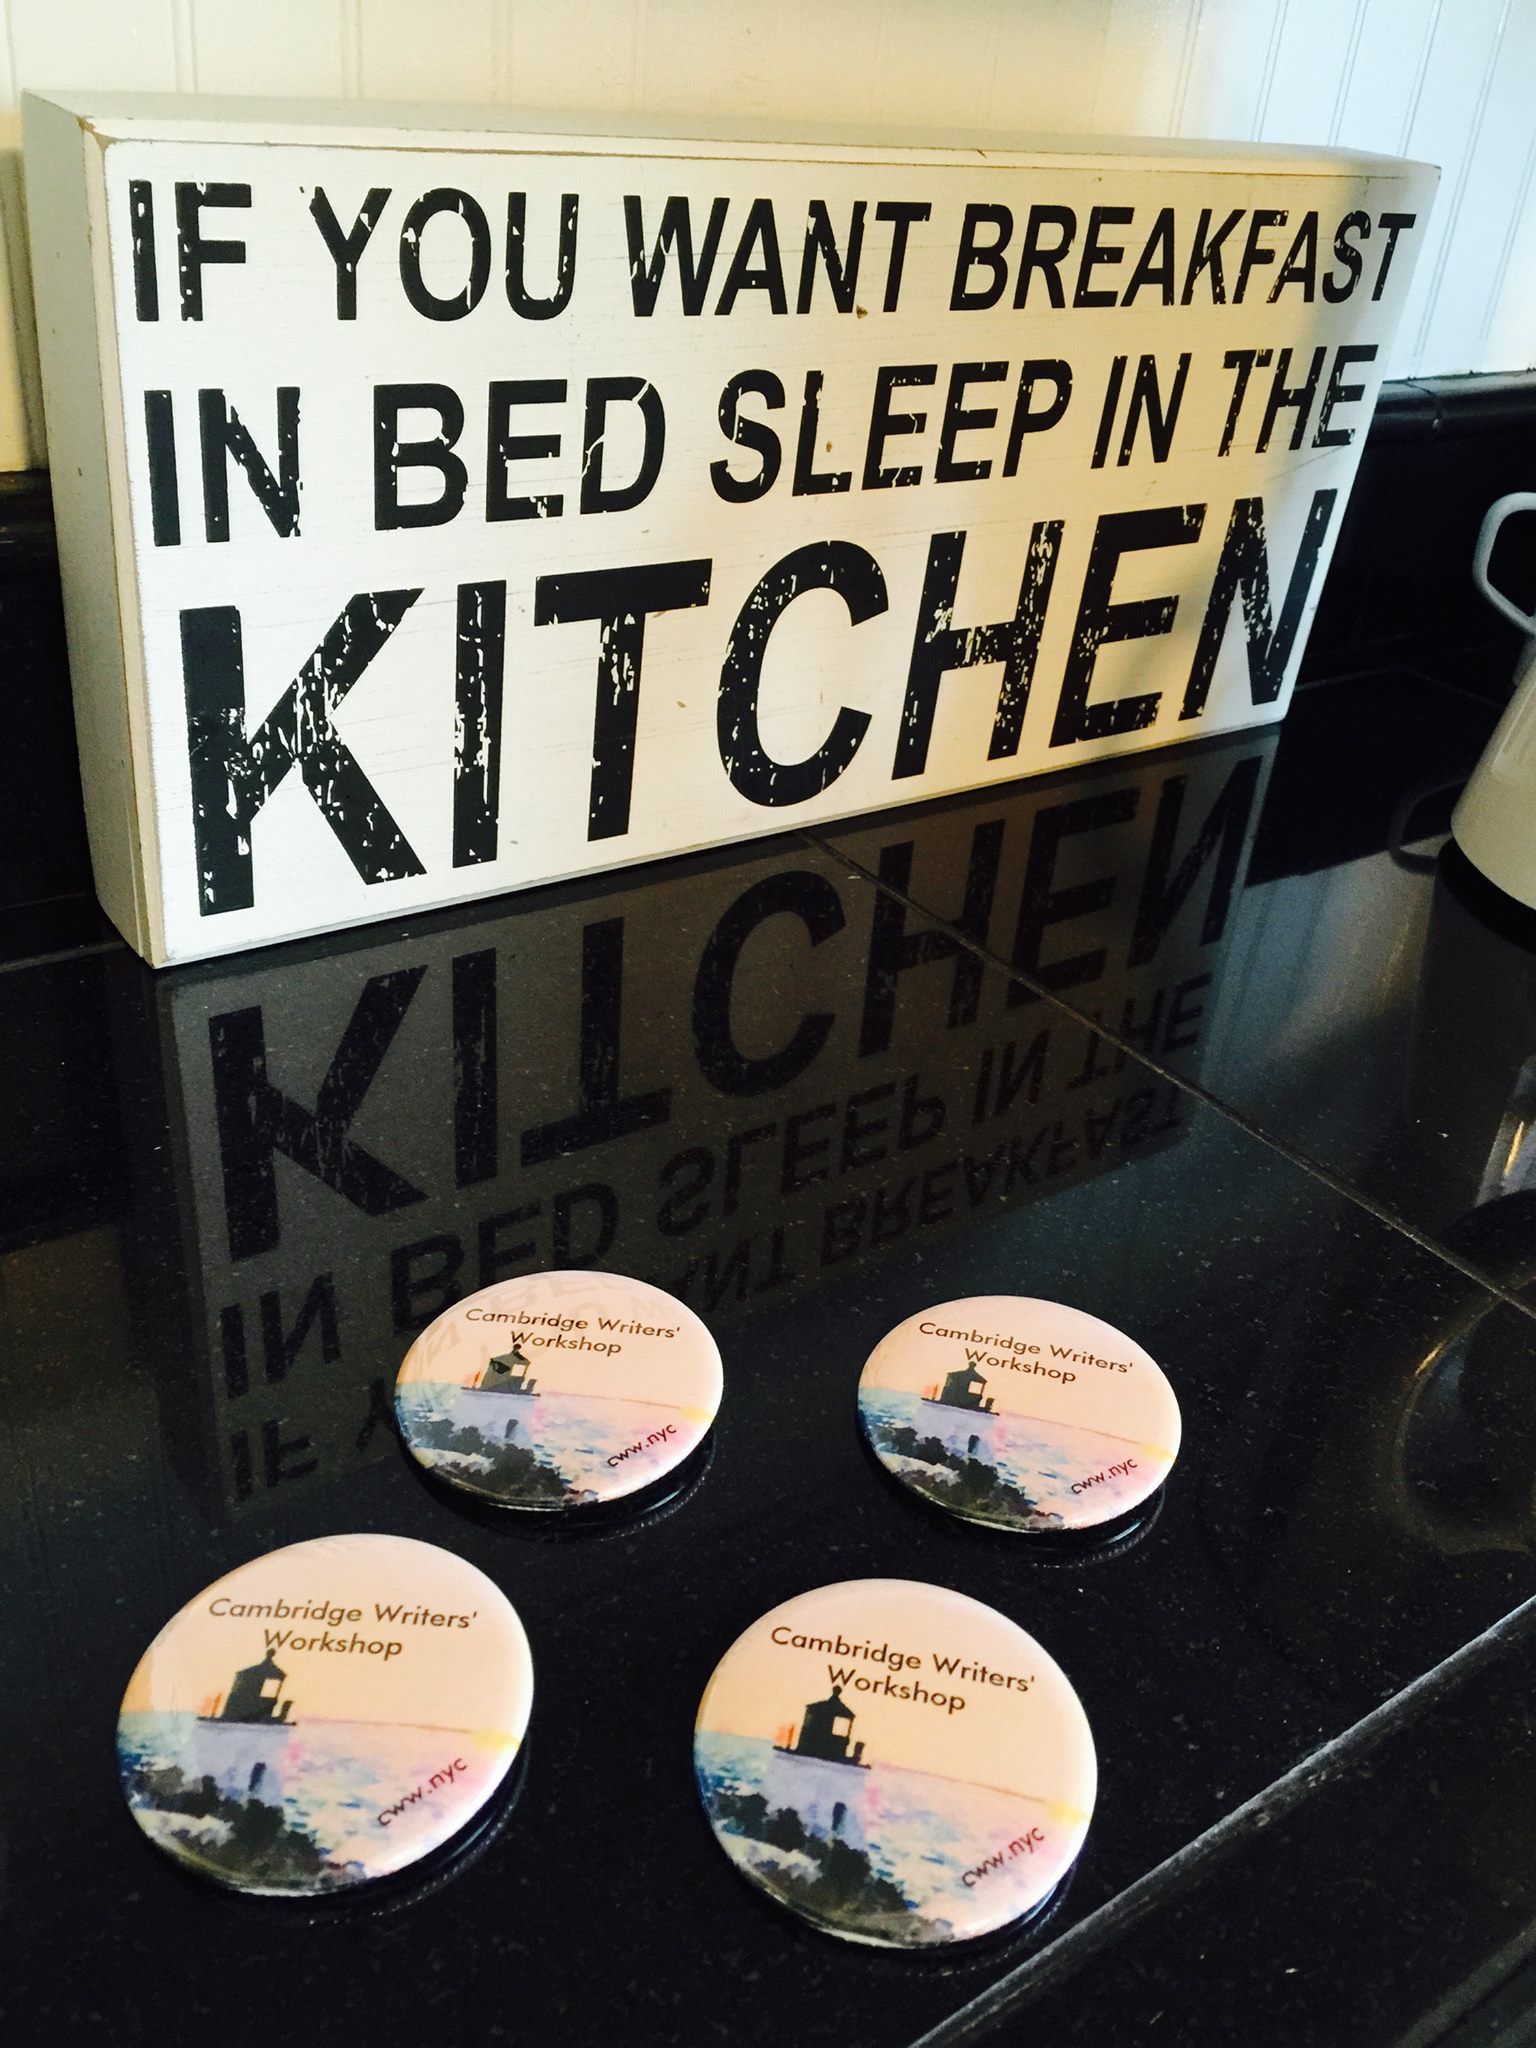 IF YOU WANT BREAKFAST
IN BED SLEEP IN THE
KITCHEN
Cambridge Writers'
Workshop
cww.nyc
Cambridge Writers'
Workshop
cww.nyc
Cambridge Writers'
Workshop
cww.nyc
Cambridge Writers'
Workshop
cww.nyc